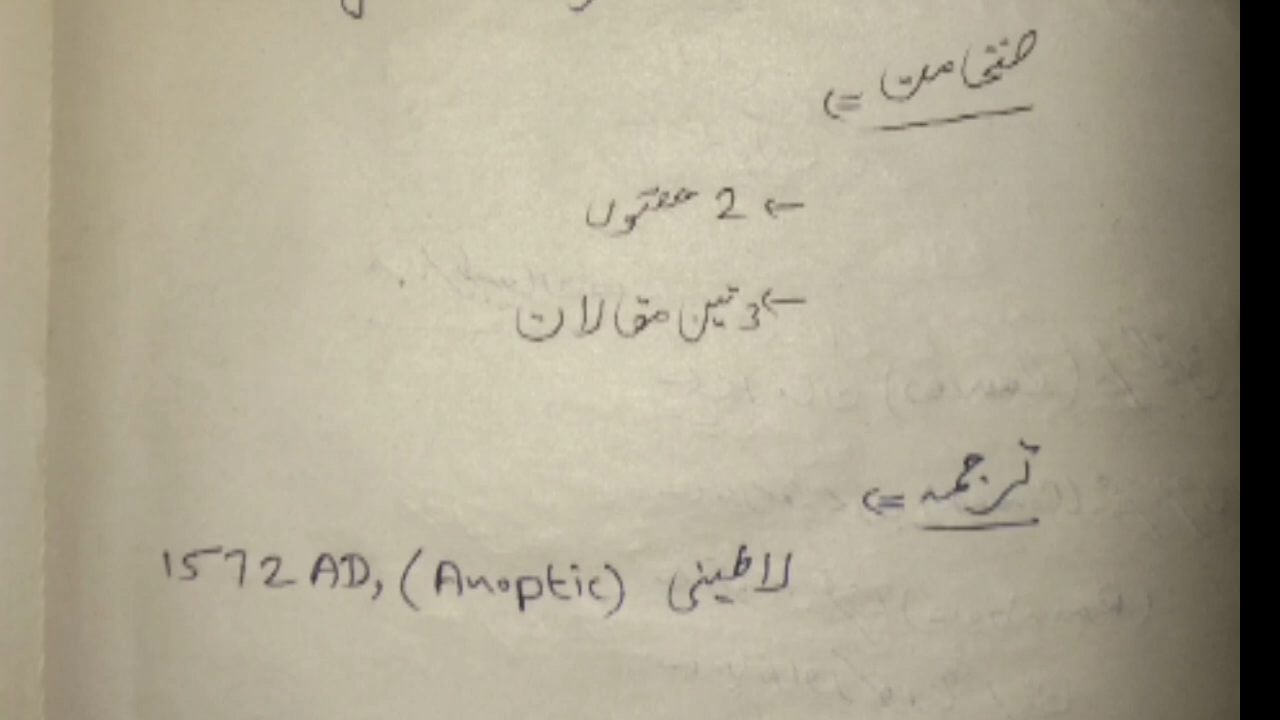 ضخامت ⇐
← 2 حصوں
← 3 تین مقالات
ترجمہ ⇐
لاطینی (Anoptic) ,1572 AD